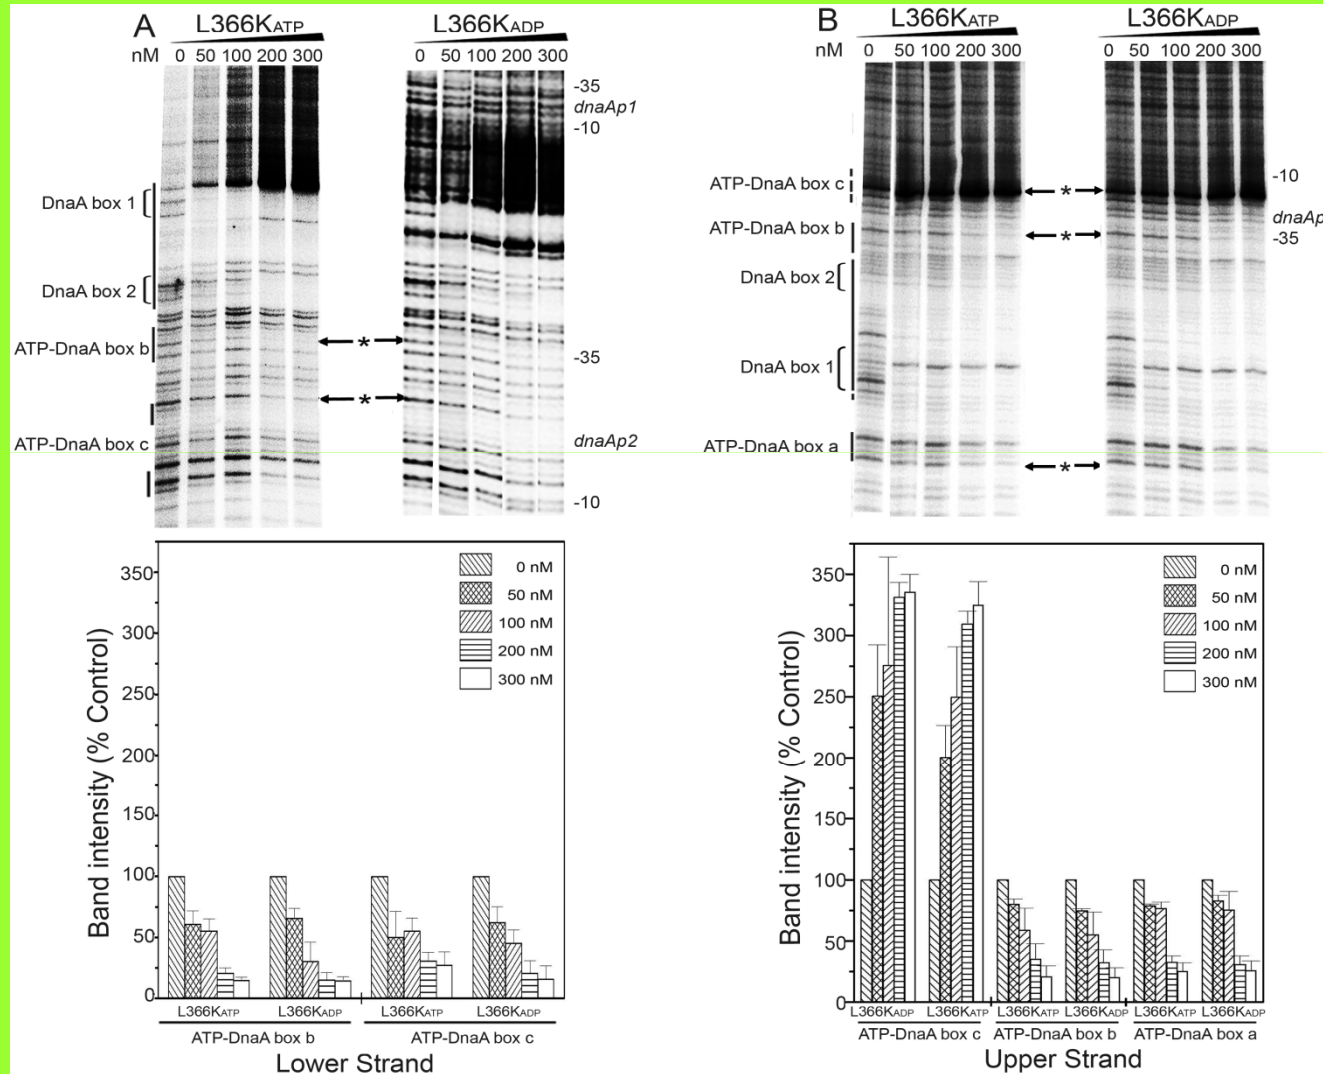 A
L366KATP
L366KADP
nM 0 50 100 200 300
0 50 100 200 300
-35
dnaAp1
-10
DnaA box 1
DnaA box 2
ATP-DnaA box b
*
-35
*
ATP-DnaA box c
dnaAp2
-10
350
300
250
200
150
100
50
0
Band intensity (% Control)
0 nM
50 nM
100 nM
200 nM
300 nM
L366KATP L366KADP L366KATP L366KADP
ATP-DnaA box b ATP-DnaA box c
Lower Strand
B
L366KATP
L366KADP
nM 0 50 100 200 300
0 50 100 200 300
ATP-DnaA box c
*
-10
ATP-DnaA box b
*
dnaAp
-35
DnaA box 2
DnaA box 1
ATP-DnaA box a
*
350
300
250
200
150
100
50
0
Band intensity (% Control)
0 nM
50 nM
100 nM
200 nM
300 nM
L366KADP L366KATP L366KATP L366KADP L366KATP L366KADP
ATP-DnaA box c ATP-DnaA box b ATP-DnaA box a
Upper Strand